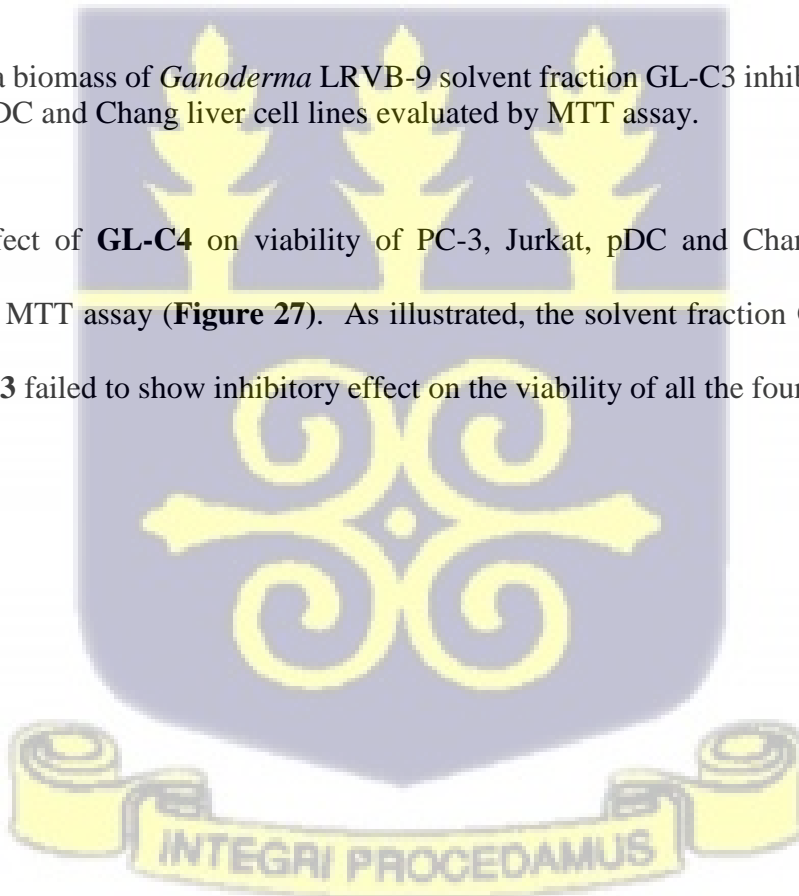 a biomass of Ganoderma LRVB-9 solvent fraction GL-C3 inhib
DC and Chang liver cell lines evaluated by MTT assay.
fect of GL-C4 on viability of PC-3, Jurkat, pDC and Chan
MTT assay (Figure 27). As illustrated, the solvent fraction
3 failed to show inhibitory effect on the viability of all the four
INTEGRI PROCEDAMUS